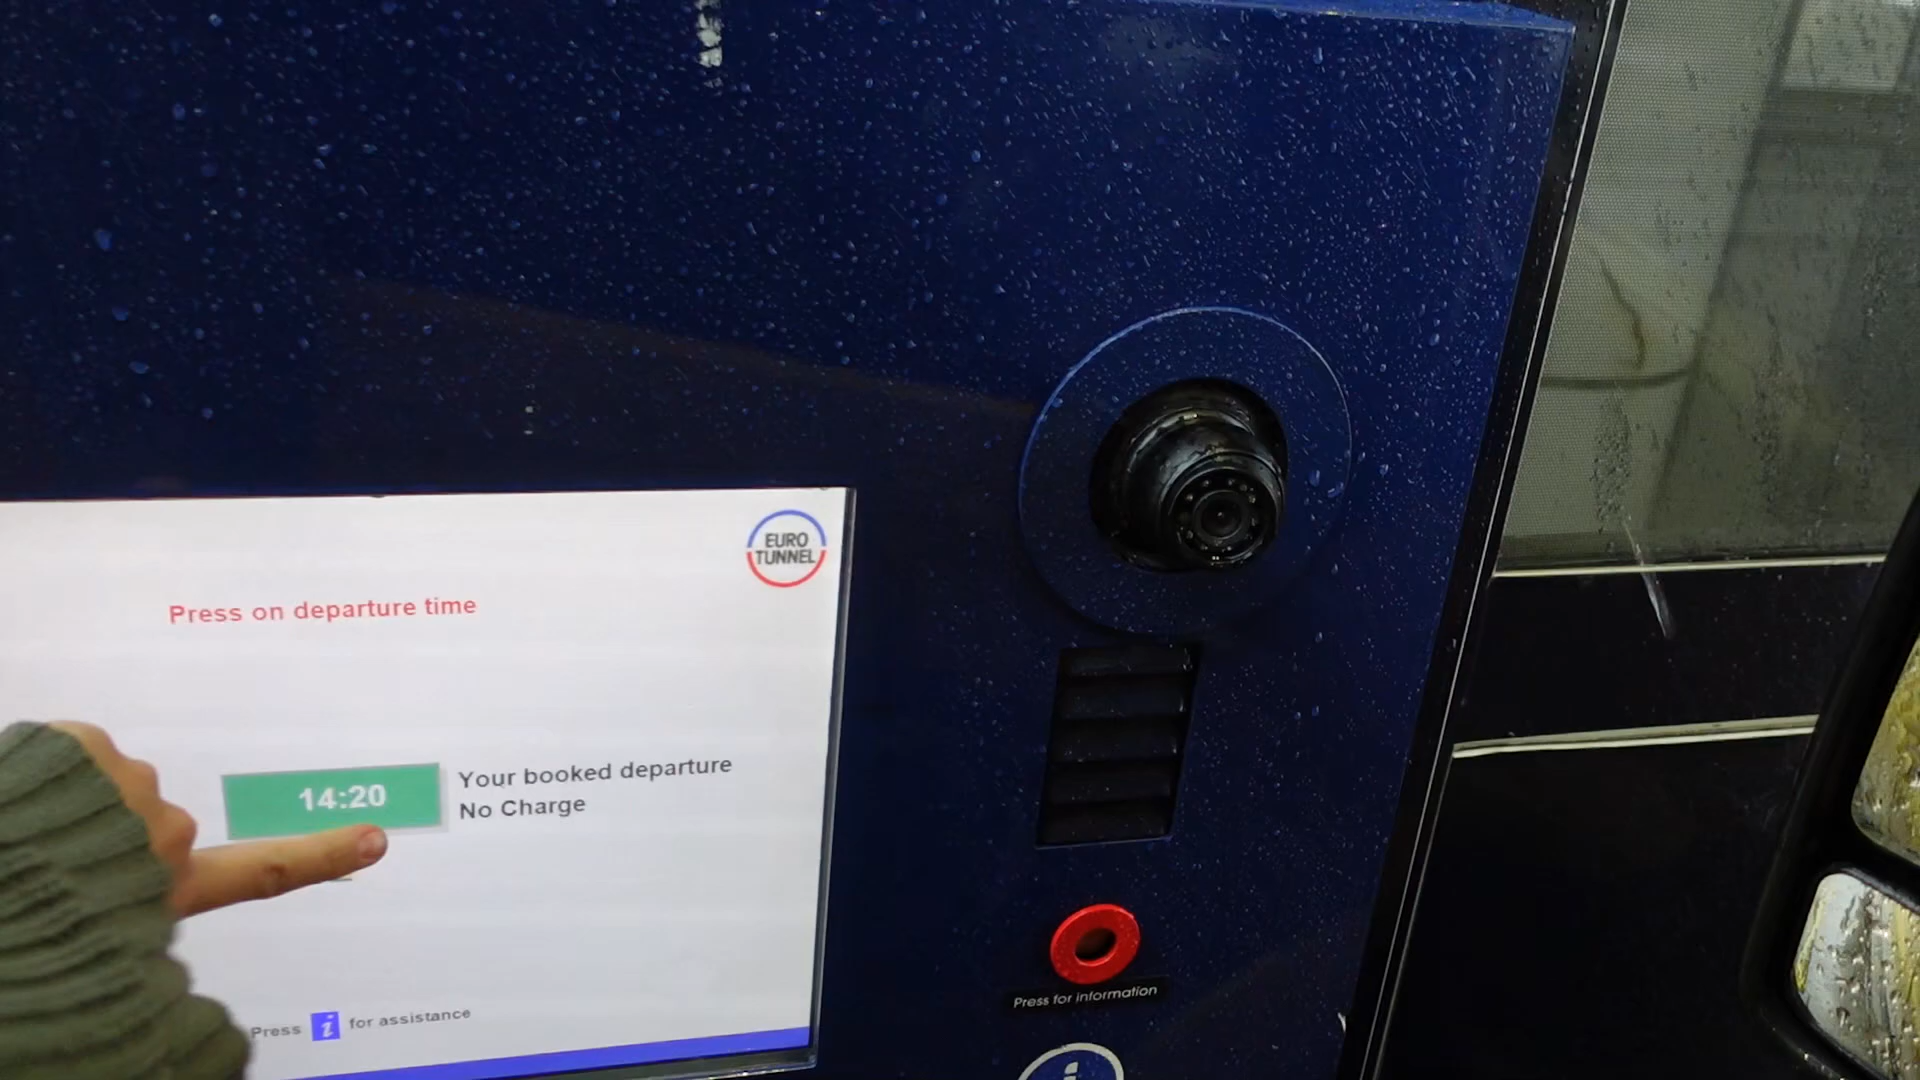 EURO
TUNNEL
Press on departure time
14:20
Your booked departure
No Charge
Press i for assistance
Press for information
i